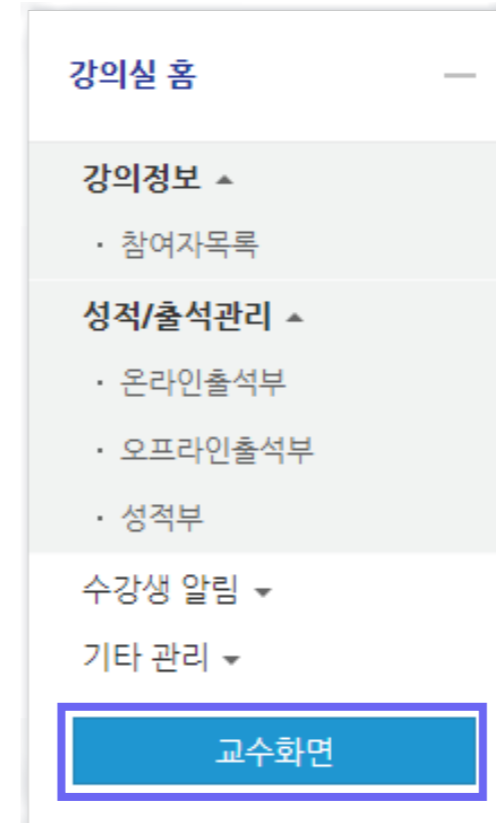 강의실 홈
강의정보
· 참여자목록
성적/출석관리
· 온라인출석부
· 오프라인출석부
· 성적부
수강생 알림
기타 관리
교수화면